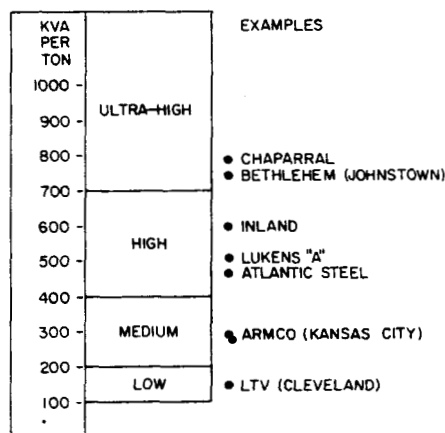 KVA
PER
TON
EXAMPLES
1000
ULTRA-HIGH
900
800
CHAPARRAL
BETHLEHEM (JOHNSTOWN)
700
600
INLAND
HIGH
500
LUKENS "A"
ATLANTIC STEEL
400
300
MEDIUM
ARMCO (KANSAS CITY)
200
LOW
LTV (CLEVELAND)
100